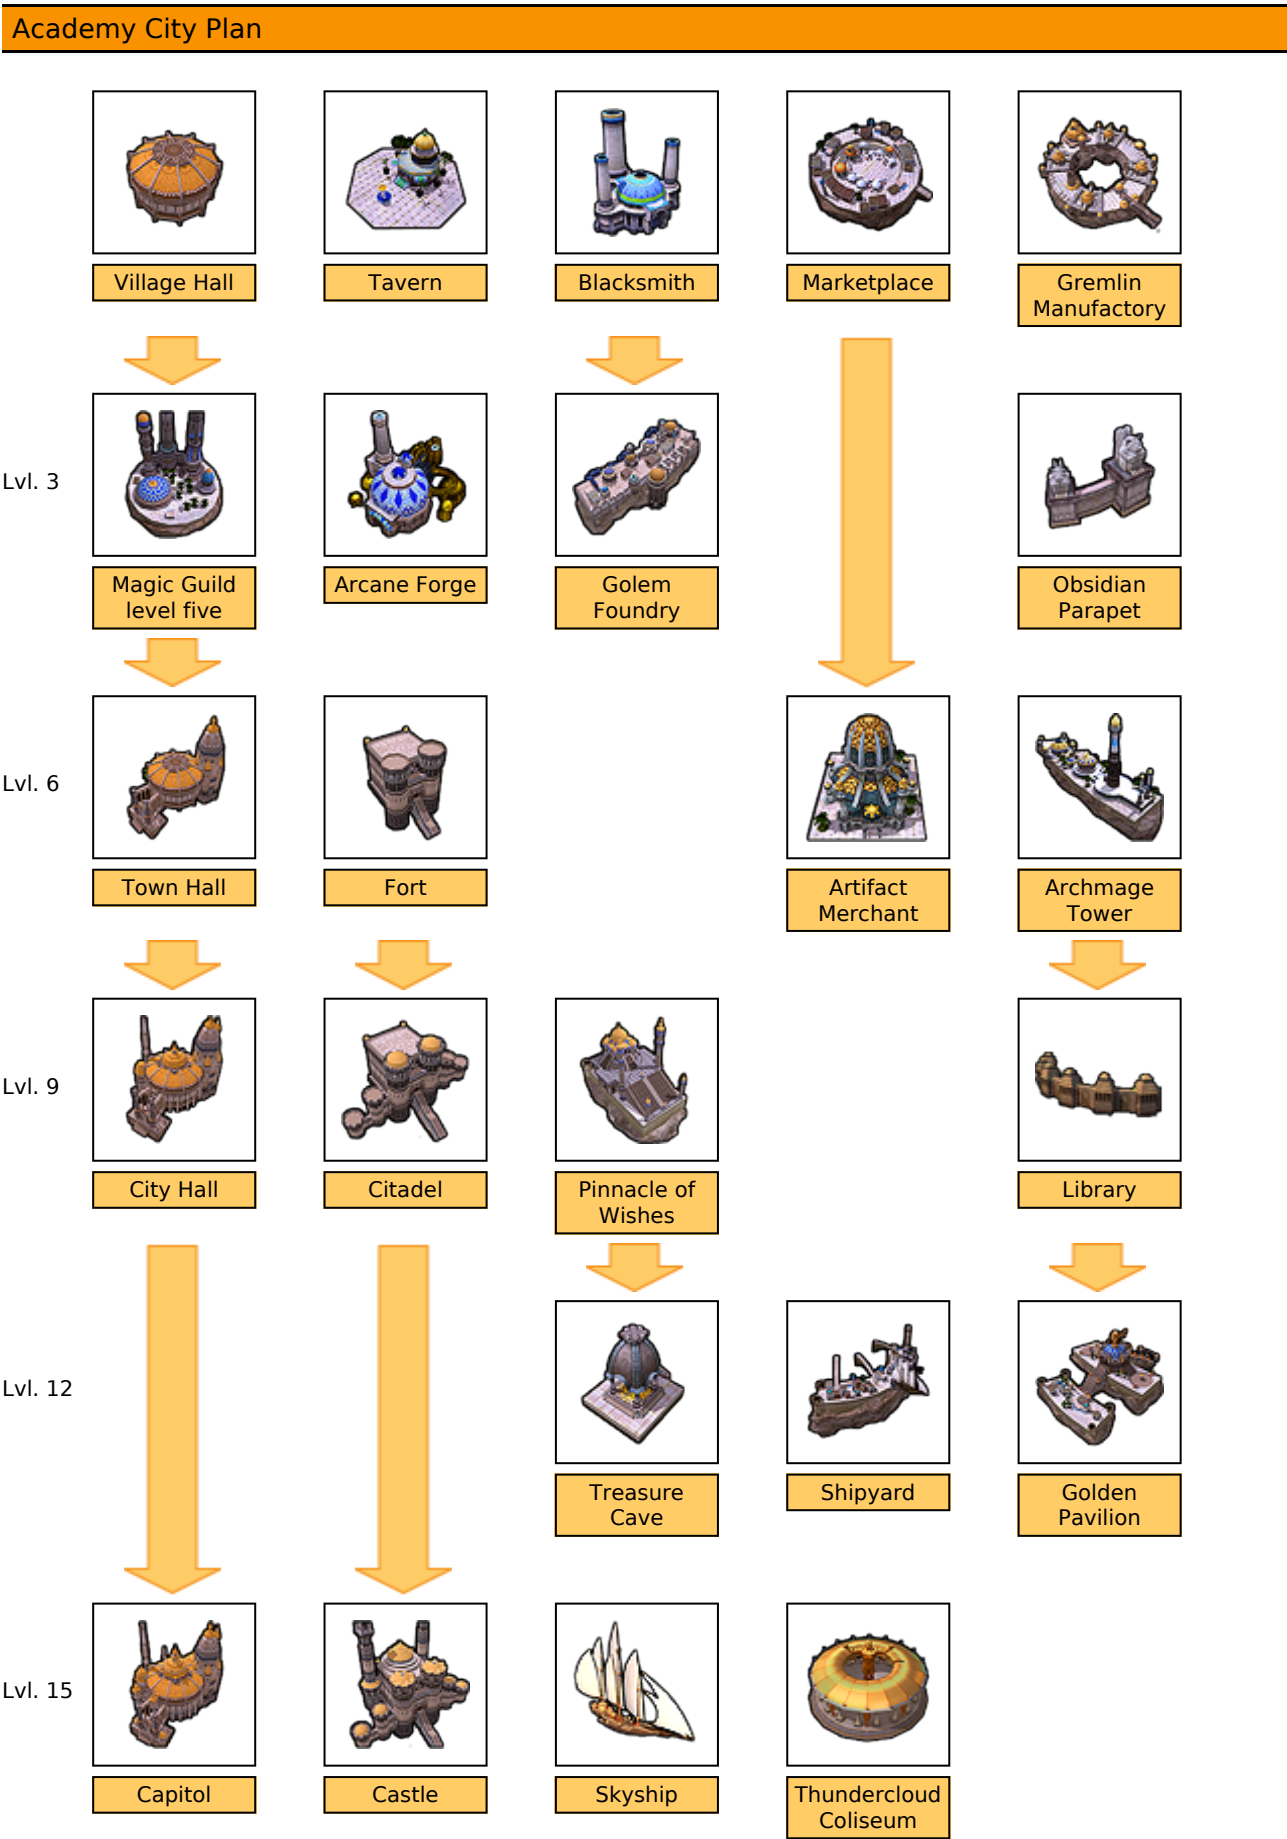 Academy City Plan
Village Hall
Tavern
Blacksmith
Marketplace
Gremlin
Manufactory
Lvl. 3
Magic Guild
level five
Arcane Forge
Golem
Foundry
Obsidian
Parapet
Lvl. 6
Town Hall
Fort
Artifact
Merchant
Archmage
Tower
Lvl. 9
City Hall
Citadel
Pinnacle of
Wishes
Library
Lvl. 12
Treasure
Cave
Shipyard
Golden
Pavilion
Lvl. 15
Capitol
Castle
Skyship
Thundercloud
Coliseum